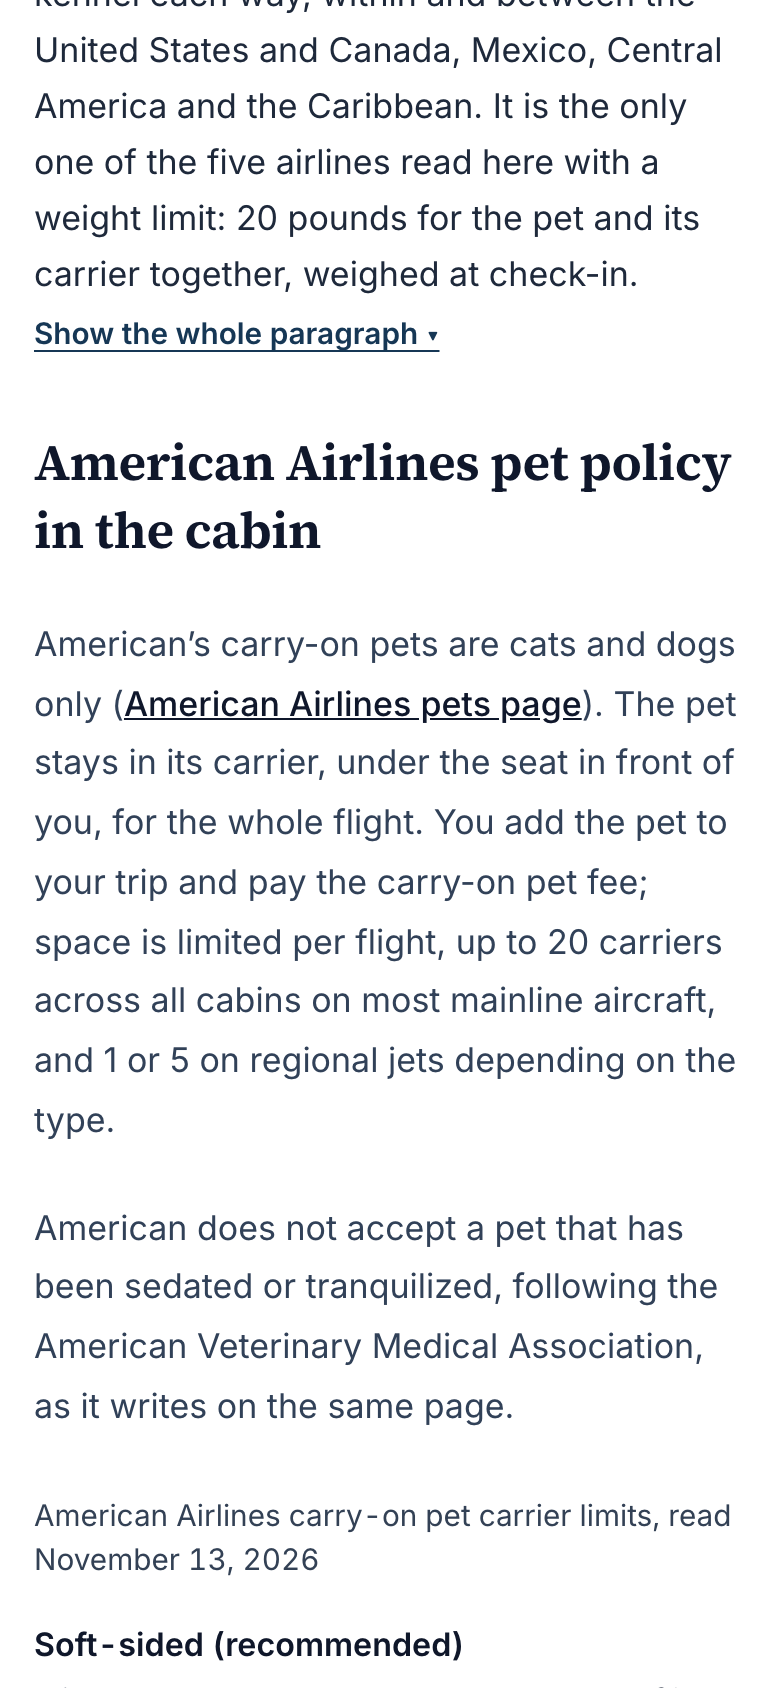 kennel each way, within and between the
United States and Canada, Mexico, Central
America and the Caribbean. It is the only
one of the five airlines read here with a
weight limit: 20 pounds for the pet and its
carrier together, weighed at check-in.
Show the whole paragraph ▾
American Airlines pet policy
in the cabin
American’s carry-on pets are cats and dogs
only (American Airlines pets page). The pet
stays in its carrier, under the seat in front of
you, for the whole flight. You add the pet to
your trip and pay the carry-on pet fee;
space is limited per flight, up to 20 carriers
across all cabins on most mainline aircraft,
and 1 or 5 on regional jets depending on the
type.
American does not accept a pet that has
been sedated or tranquilized, following the
American Veterinary Medical Association,
as it writes on the same page.
American Airlines carry-on pet carrier limits, read
November 13, 2026
Soft-sided (recommended)